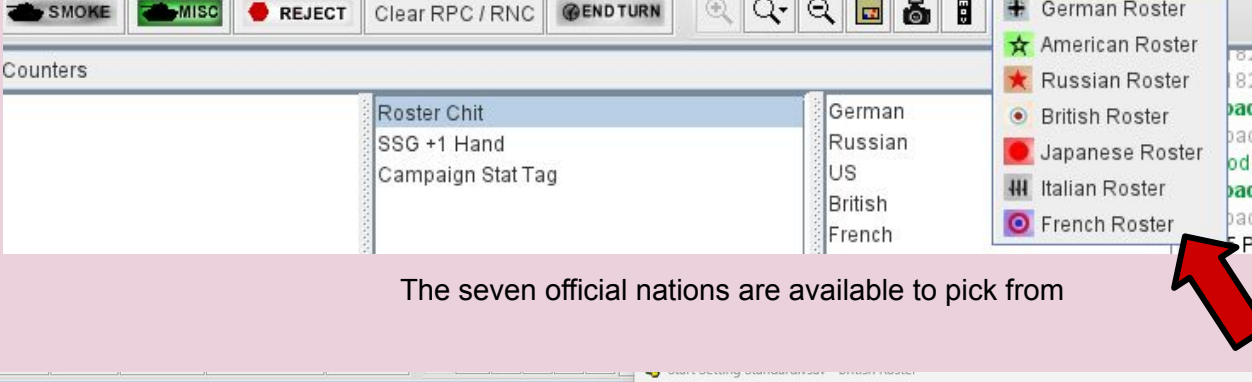 SMOKE MISC REJECT Clear RPC / RNC END TURN
German Roster
American Roster
Russian Roster
British Roster
Japanese Roster
Italian Roster
French Roster
Counters
Roster Chit
SSG +1 Hand
Campaign Stat Tag
German
Russian
US
British
French
The seven official nations are available to pick from